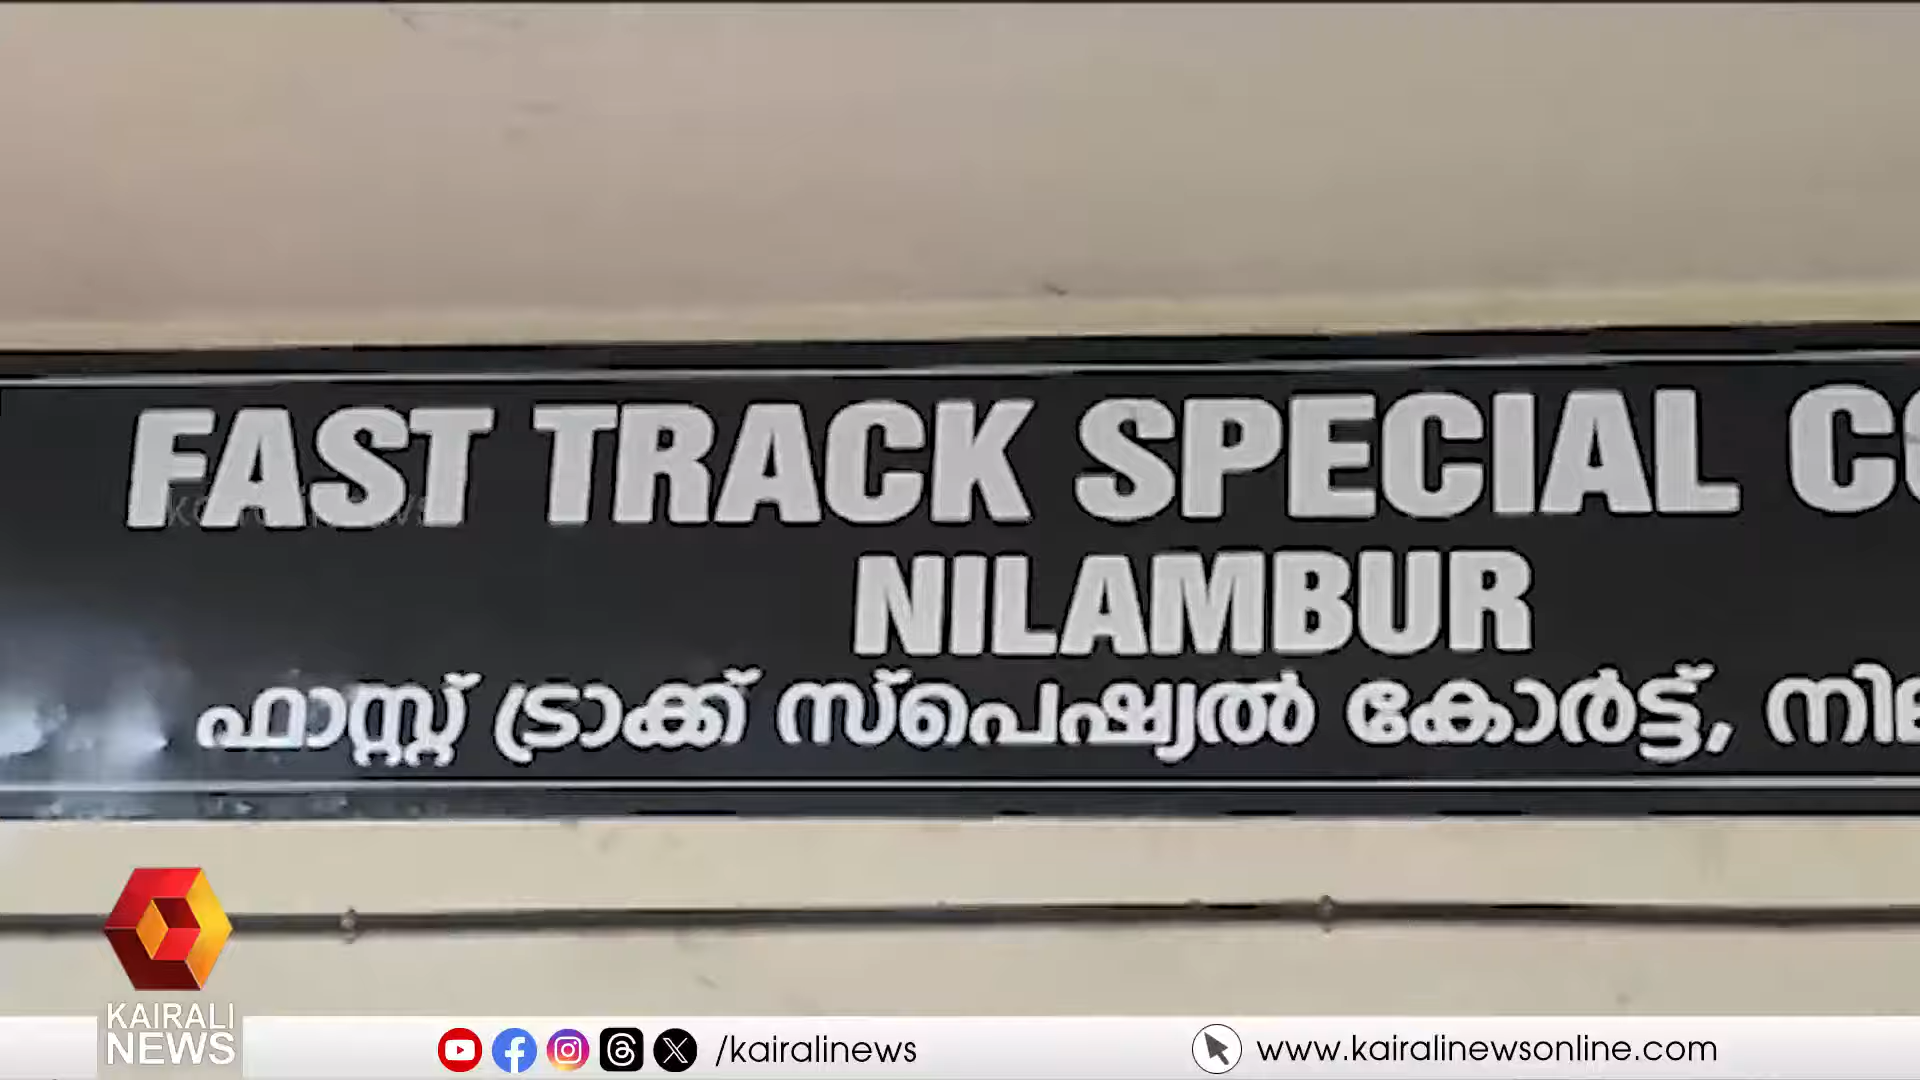 FAST TRACK SPECIAL
NILAMBUR
ഫാസ്റ്റ് ട്രാക്ക് സ്പെഷ്യൽ കോർട്ട്,
KAIRALI
NEWS
/kairalinews
www.kairalinewsonline.com